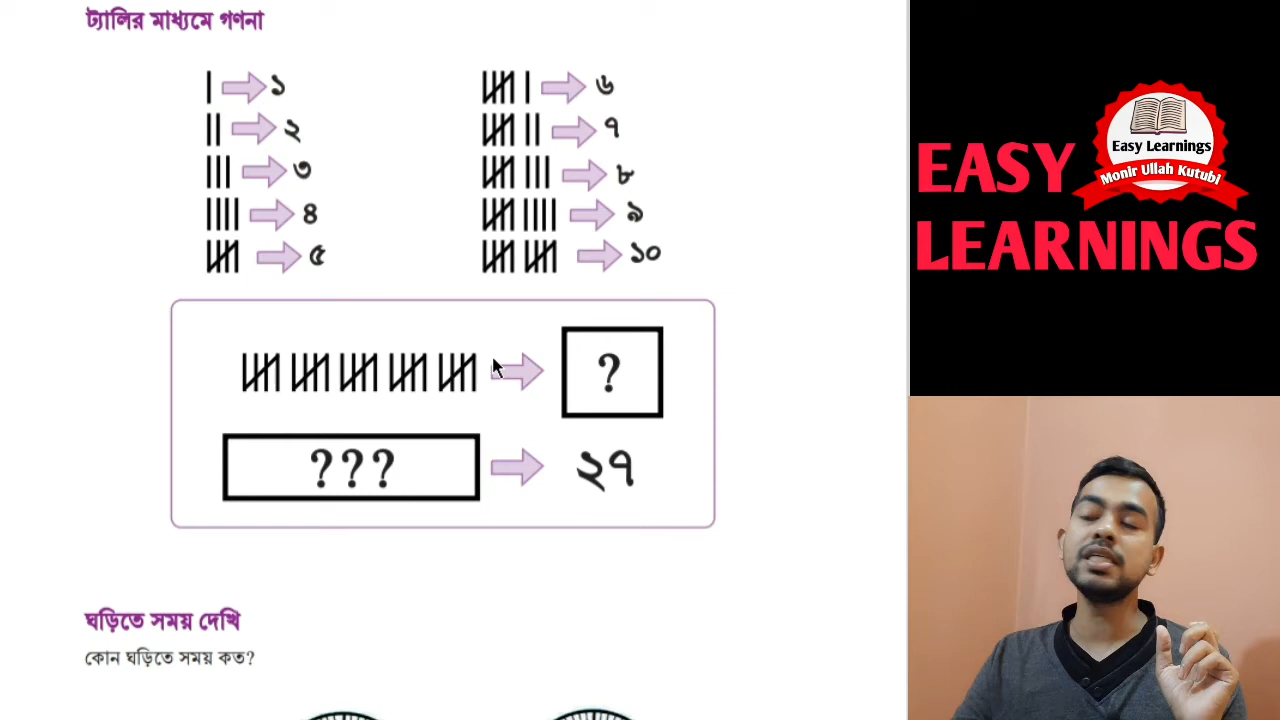 ট্যালির মাধ্যমে গণনা
১
২
৩
৪
৫
৬
৭
৮
৯
১০
?
???
২৭
ঘড়িতে সময় দেখি
কোন ঘড়িতে সময় কত?
EASY
LEARNINGS
Easy Learnings
Monir Ullah Kutubi